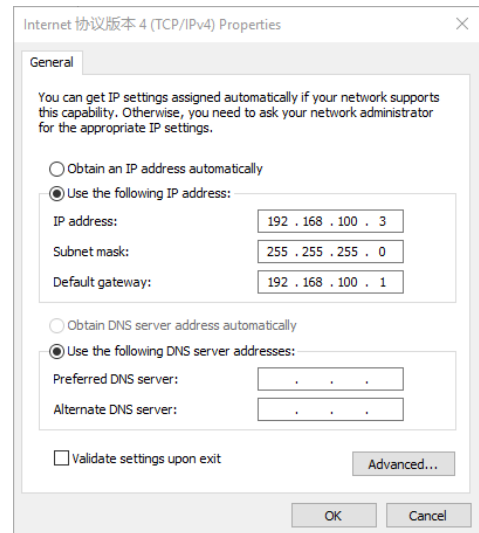 Internet 协议版本 4 (TCP/IPv4) Properties
General
You can get IP settings assigned automatically if your network supports
this capability. Otherwise, you need to ask your network administrator
for the appropriate IP settings.
Obtain an IP address automatically
Use the following IP address:
IP address: 192 . 168 . 100 . 3
Subnet mask: 255 . 255 . 255 . 0
Default gateway: 192 . 168 . 100 . 1
Obtain DNS server address automatically
Use the following DNS server addresses:
Preferred DNS server: . . .
Alternate DNS server: . . .
Validate settings upon exit
Advanced...
OK Cancel